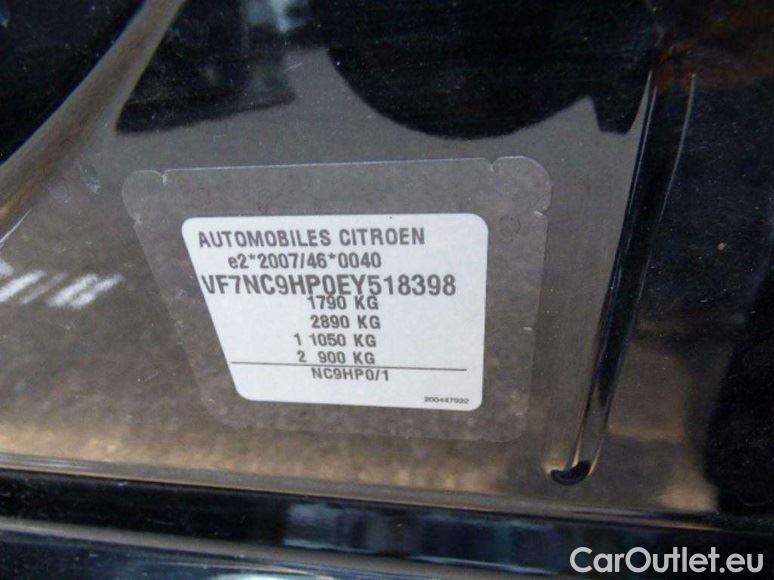 AUTOMOBILES CITROEN
e2*2007/46*0040
VF7NC9HP0EY518398
1790 KG
2890 KG
1 1050 KG
2 900 KG
NC9HP0/1
200447922
CarOutlet.eu